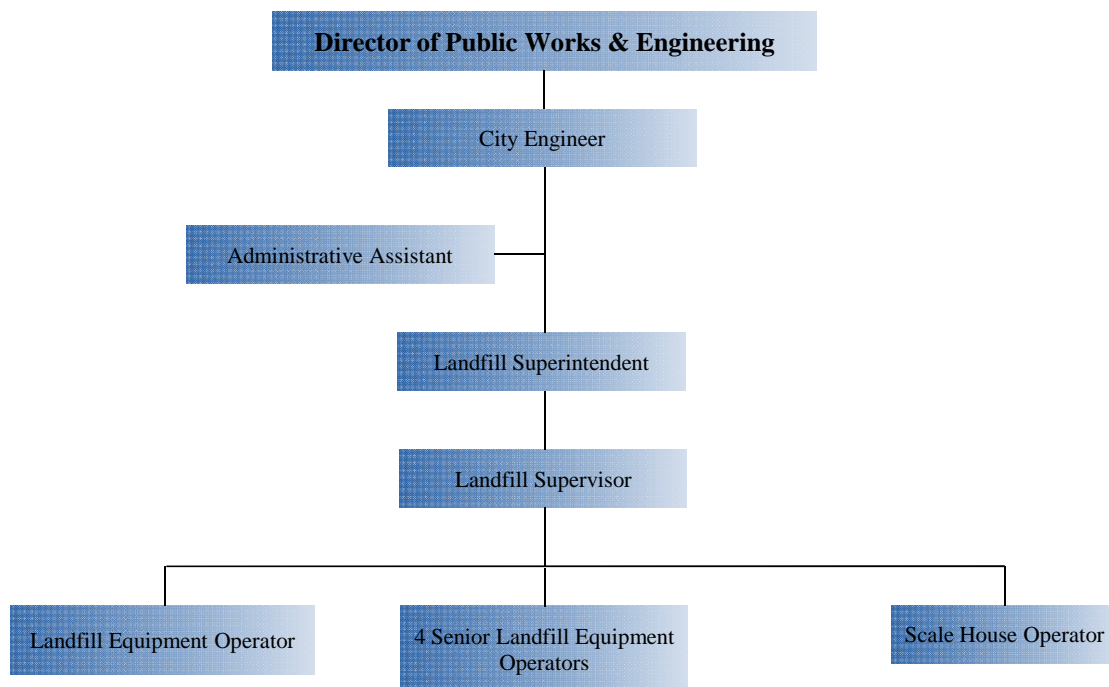 Director of Public Works & Engineering
City Engineer
Administrative Assistant
Landfill Superintendent
Landfill Supervisor
Landfill Equipment Operator
4 Senior Landfill Equipment
Operators
Scale House Operator